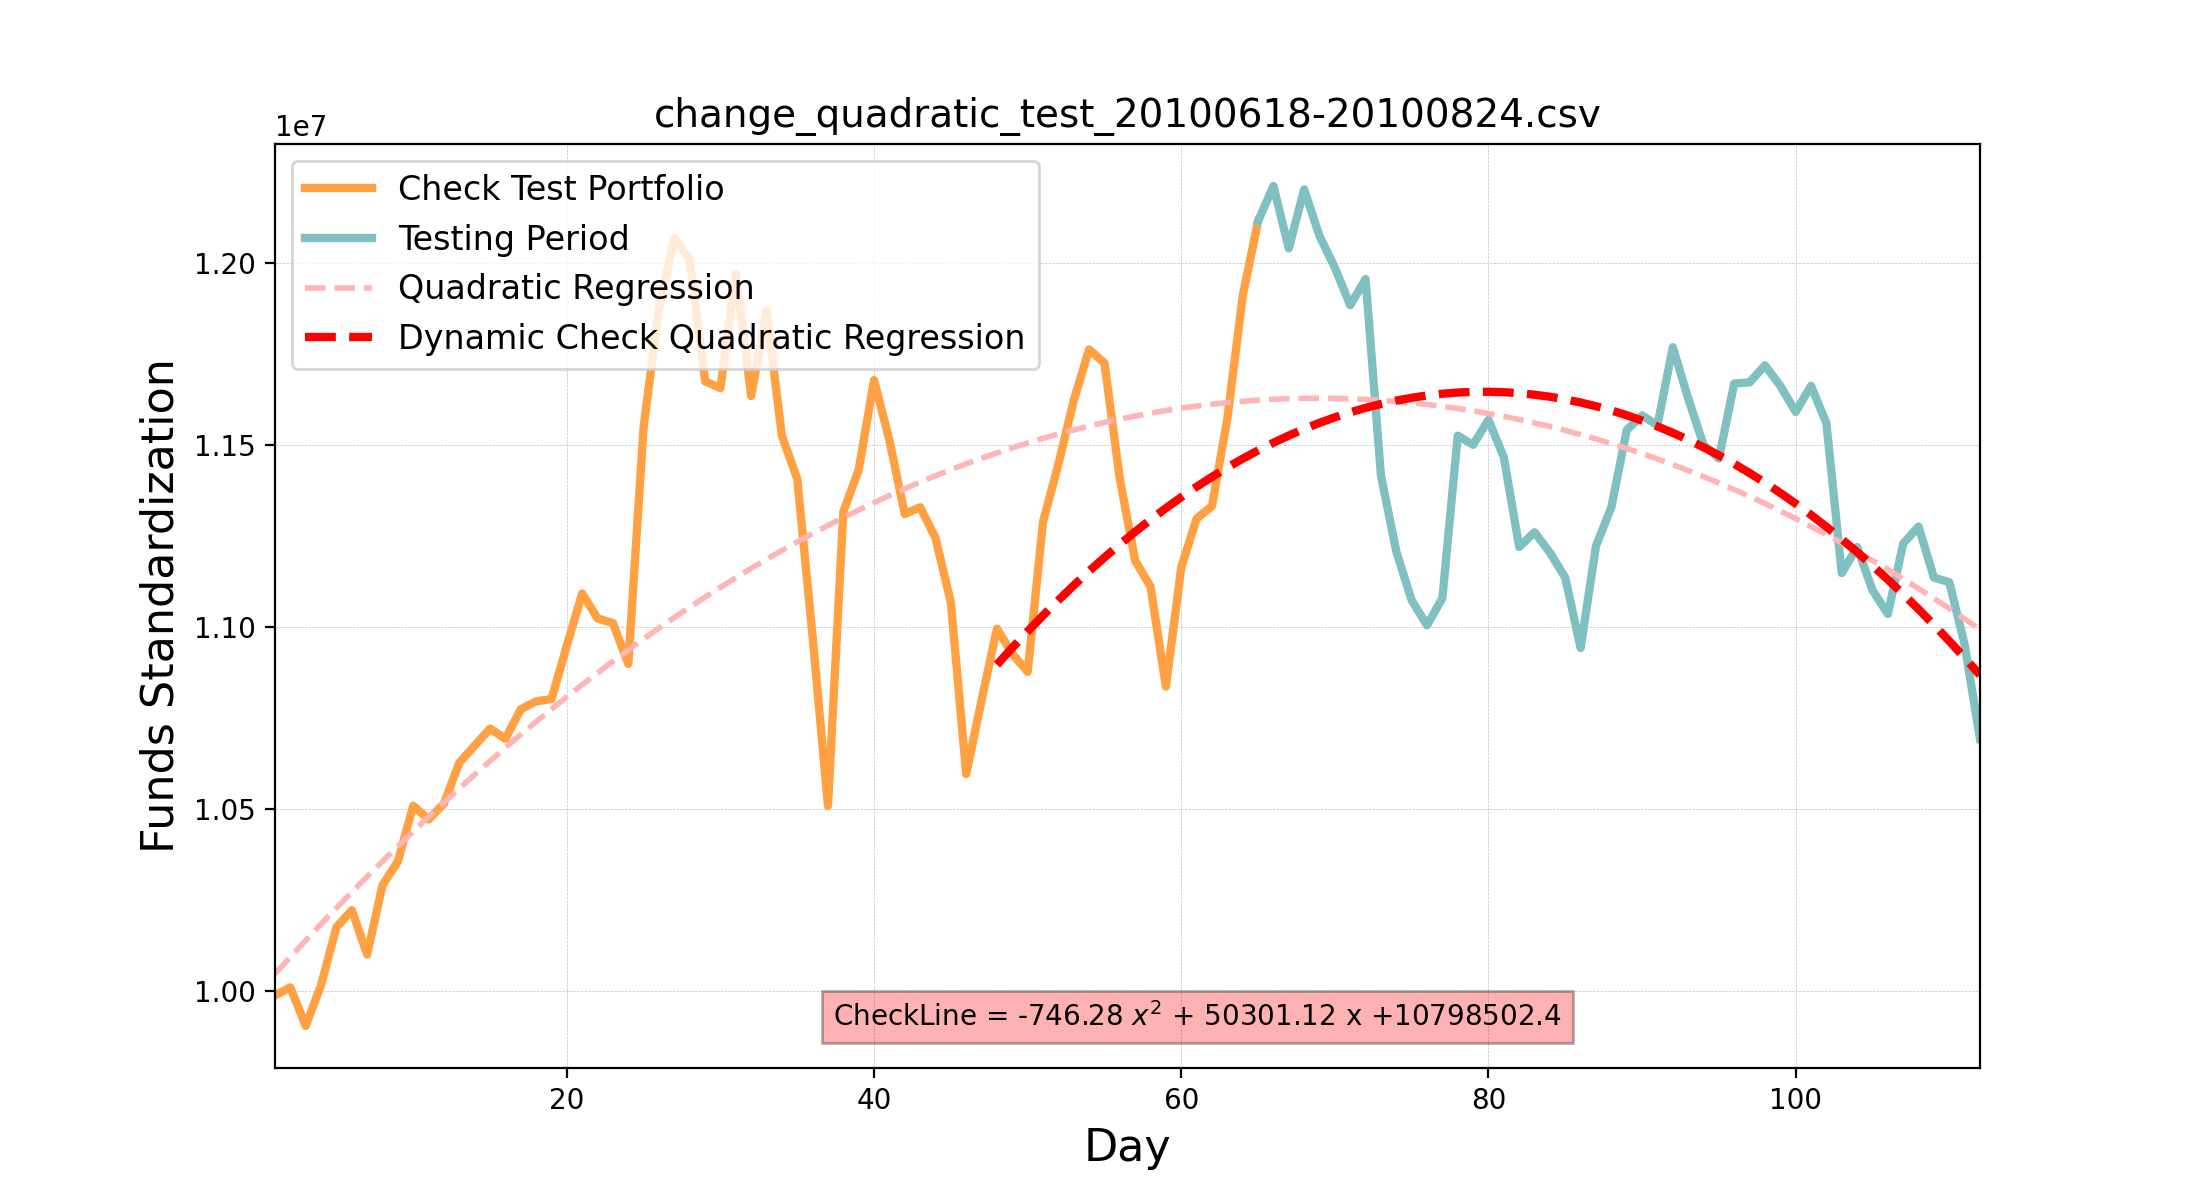 change_quadratic_test_20100618-20100824.csv
1e7
Check Test Portfolio
Testing Period
Quadratic Regression
Dynamic Check Quadratic Regression
1.20
1.15
1.10
1.05
1.00
Funds Standardization
CheckLine = -746.28 x² + 50301.12 x +10798502.4
20 40 60 80 100
Day